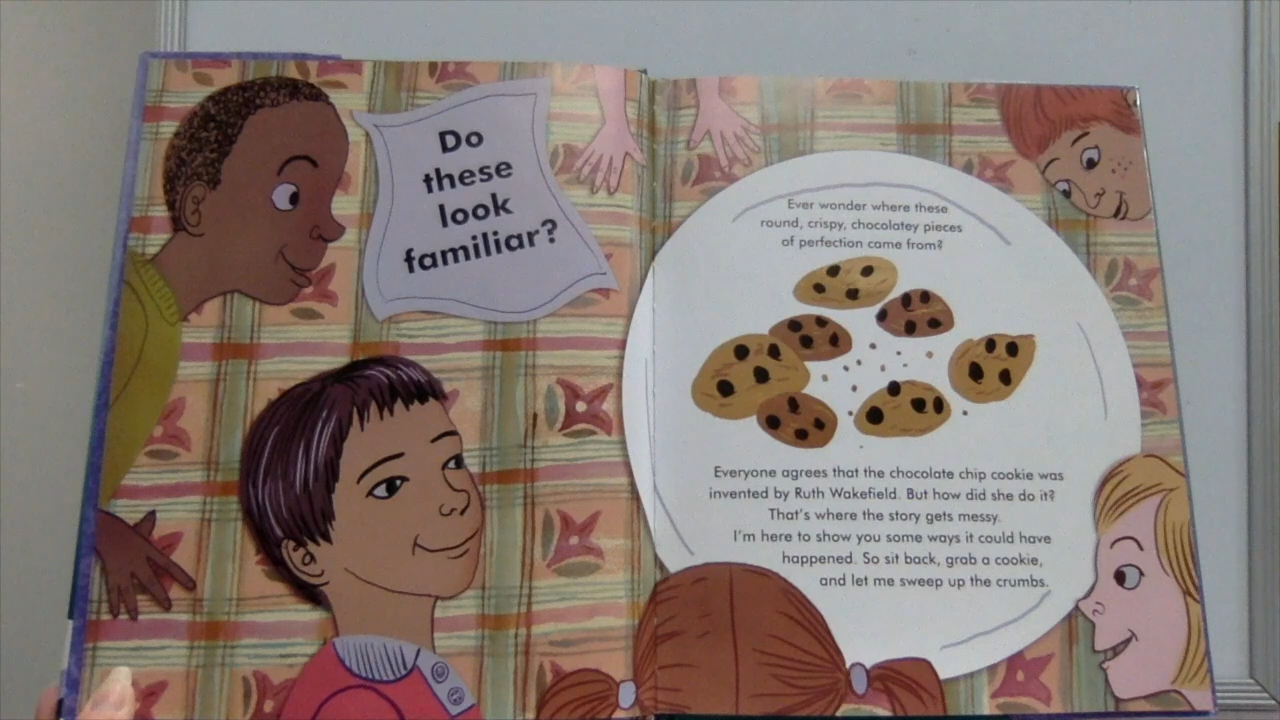 Do
these
look
familiar?
Ever wonder where these
round, crispy, chocolatey pieces
of perfection came from?
Everyone agrees that the chocolate chip cookie was
invented by Ruth Wakefield. But how did she do it?
That's where the story gets messy.
I'm here to show you some ways it could have
happened. So sit back, grab a cookie,
and let me sweep up the crumbs.